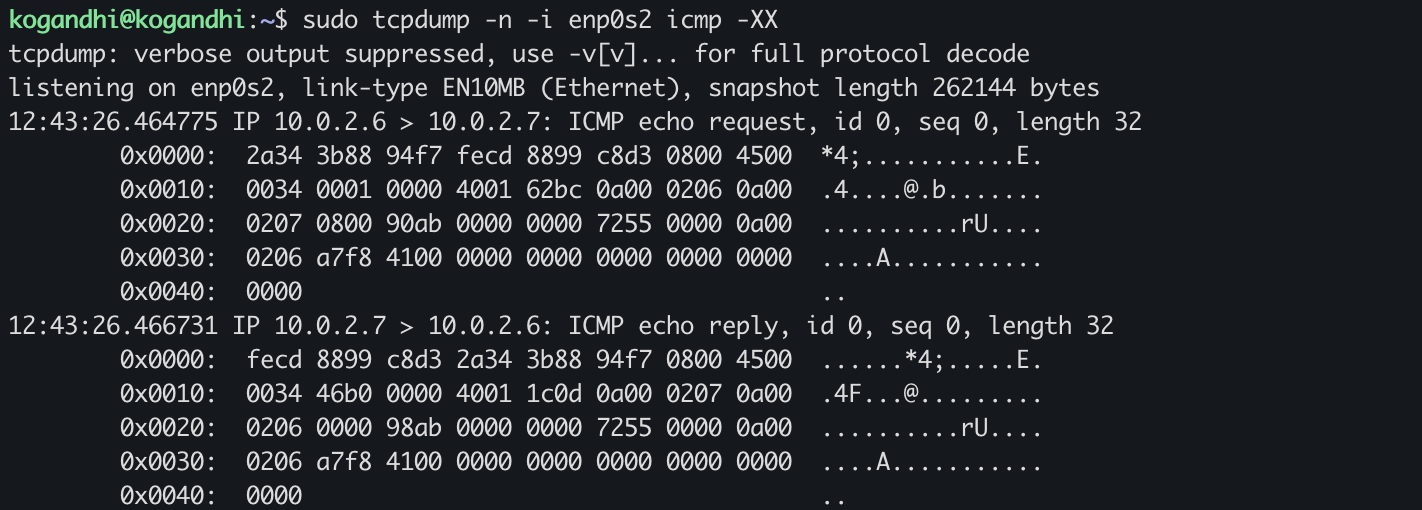 kogandhi@kogandhi:~$ sudo tcpdump -n -i enp0s2 icmp -XX
tcpdump: verbose output suppressed, use -v[v]... for full protocol decode
listening on enp0s2, link-type EN10MB (Ethernet), snapshot length 262144 bytes
12:43:26.464775 IP 10.0.2.6 > 10.0.2.7: ICMP echo request, id 0, seq 0, length 32
        0x0000:  2a34 3b88 94f7 fecd 8899 c8d3 0800 4500  *4;...........E.
        0x0010:  0034 0001 0000 4001 62bc 0a00 0206 0a00  .4....@.b.......
        0x0020:  0207 0800 90ab 0000 0000 7255 0000 0a00  ..........rU....
        0x0030:  0206 a7f8 4100 0000 0000 0000 0000 0000  ....A...........
        0x0040:  0000                                     ..
12:43:26.466731 IP 10.0.2.7 > 10.0.2.6: ICMP echo reply, id 0, seq 0, length 32
        0x0000:  fecd 8899 c8d3 2a34 3b88 94f7 0800 4500  ......*4;.....E.
        0x0010:  0034 46b0 0000 4001 1c0d 0a00 0207 0a00  .4F...@.........
        0x0020:  0206 0000 98ab 0000 0000 7255 0000 0a00  ..........rU....
        0x0030:  0206 a7f8 4100 0000 0000 0000 0000 0000  ....A...........
        0x0040:  0000                                     ..